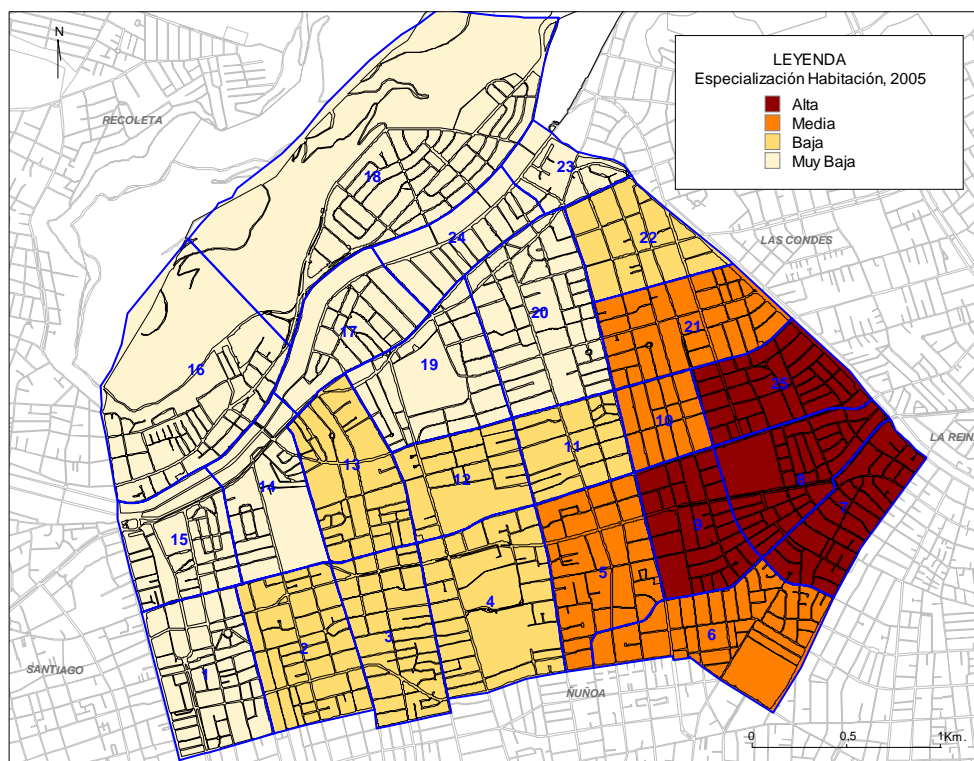 N
LEYENDA
Especialización Habitación, 2005
Alta
Media
Baja
Muy Baja
RECOLETA
23
18
LAS CONDES
24
22
20
17
21
19
16
25
10
LA REIN
13
11
12
8
14
7
9
15
5
4
6
3
2
1
SANTIAGO
ÑUÑOA
0
0,5
1Km.